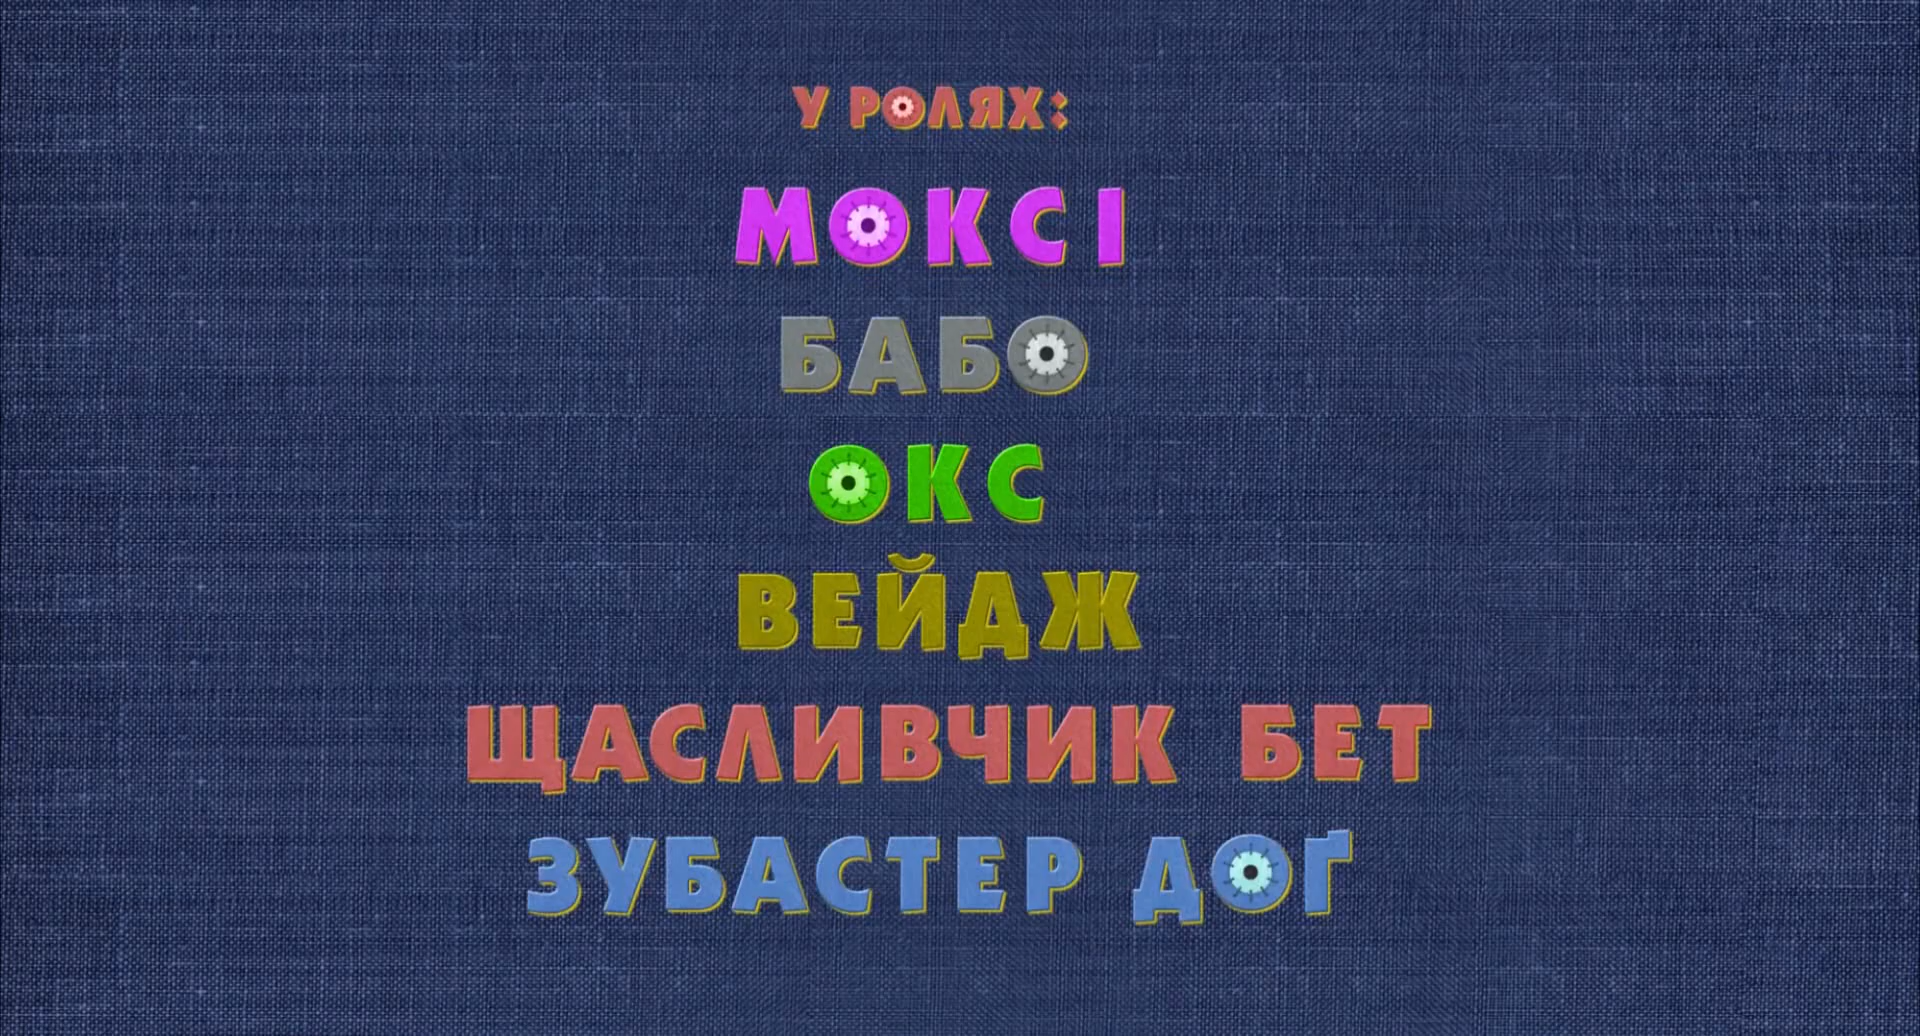 У РОЛЯХ:
МОКСІ
БАБО
ОКС
ВЕЙДЖ
ЩАСЛИВЧИК БЕТ
ЗУБАСТЕР ДОҐ